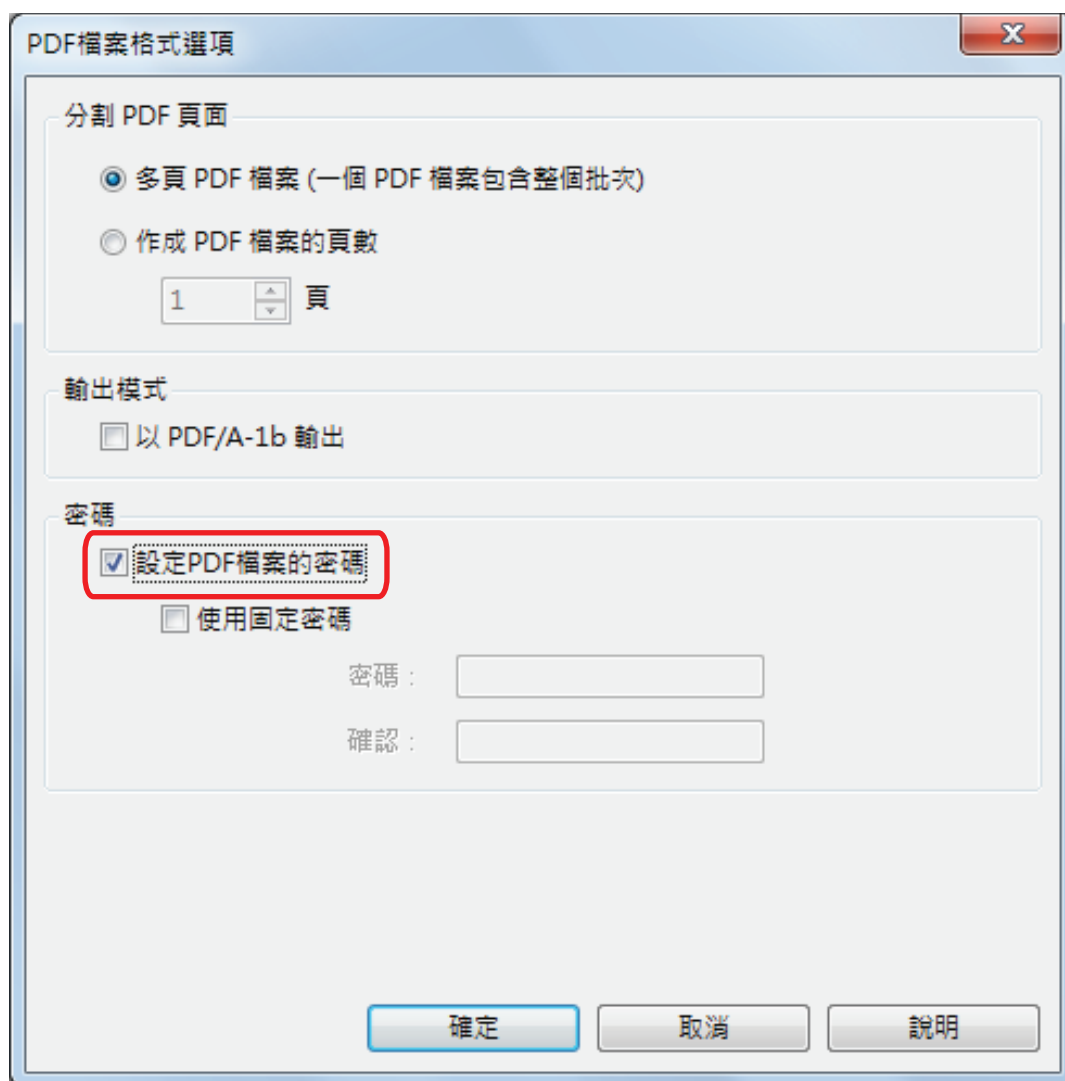 PDF檔案格式選項
分割 PDF 頁面
多頁 PDF 檔案 (一個 PDF 檔案包含整個批次)
作成 PDF 檔案的頁數
1 頁
輸出模式
以 PDF/A-1b 輸出
密碼
設定PDF檔案的密碼
使用固定密碼
密碼：
確認：
確定 取消 說明